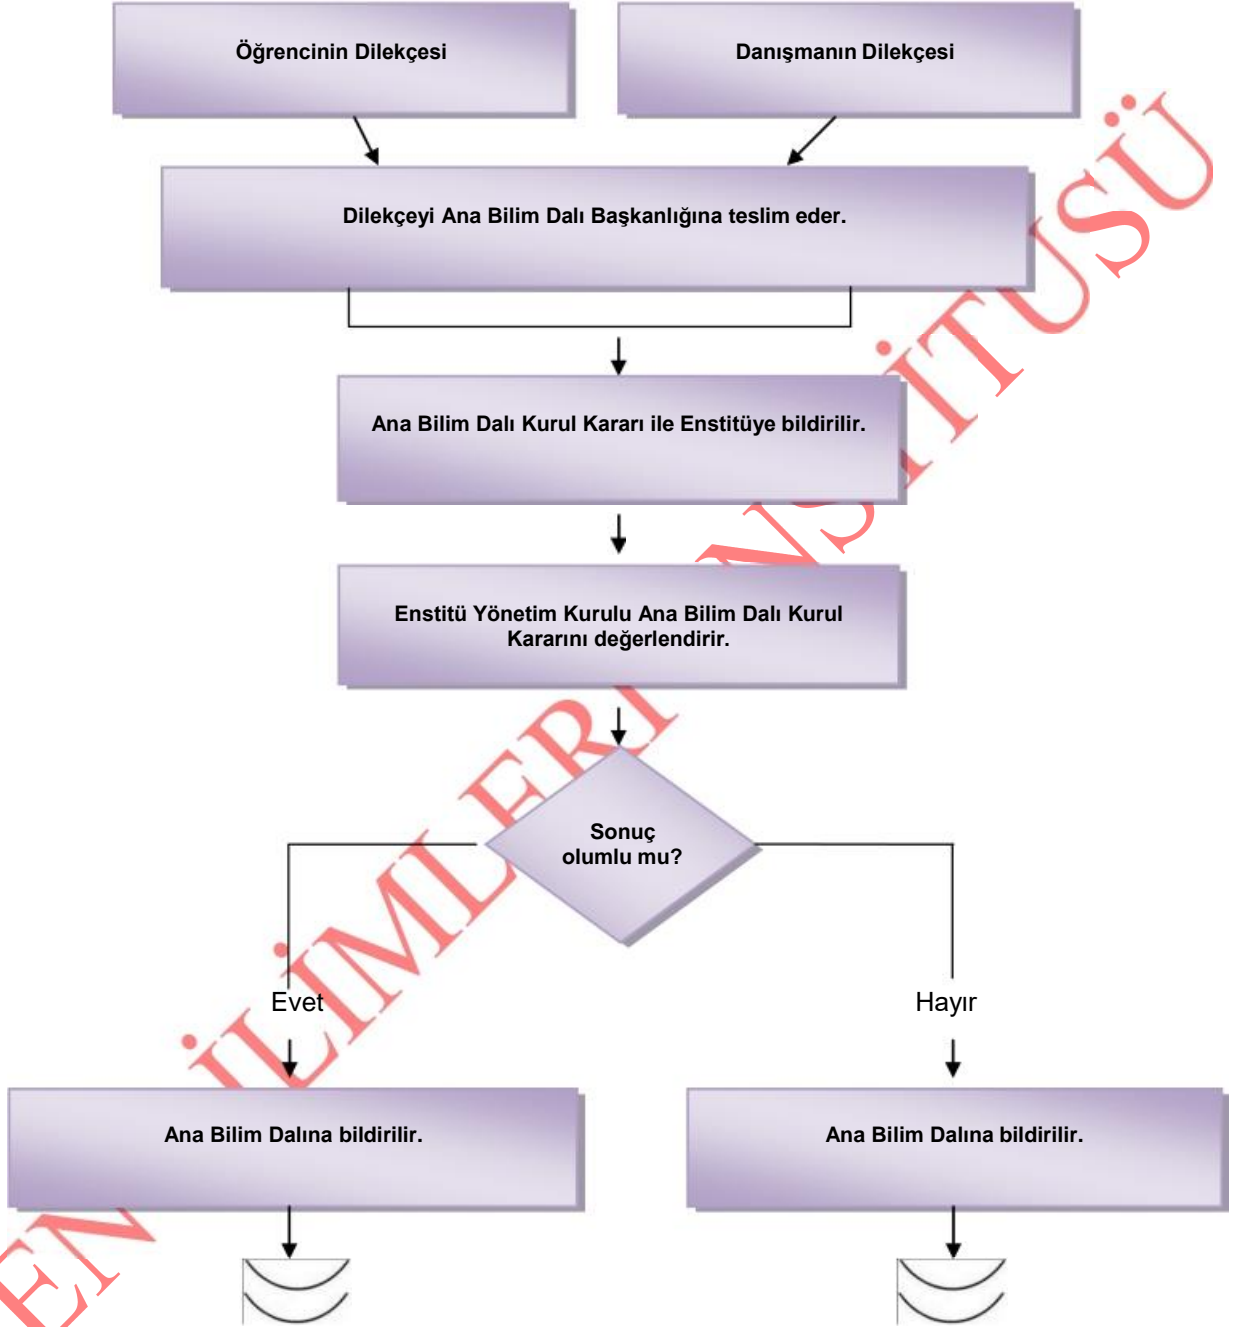 Öğrencinin Dilekçesi
Danışmanın Dilekçesi
Dilekçeyi Ana Bilim Dalı Başkanlığına teslim eder.
Ana Bilim Dalı Kurul Kararı ile Enstitüye bildirilir.
Enstitü Yönetim Kurulu Ana Bilim Dalı Kurul
Kararını değerlendirir.
Sonuç
olumlu mu?
Evet
Hayır
Ana Bilim Dalına bildirilir.
Ana Bilim Dalına bildirilir.